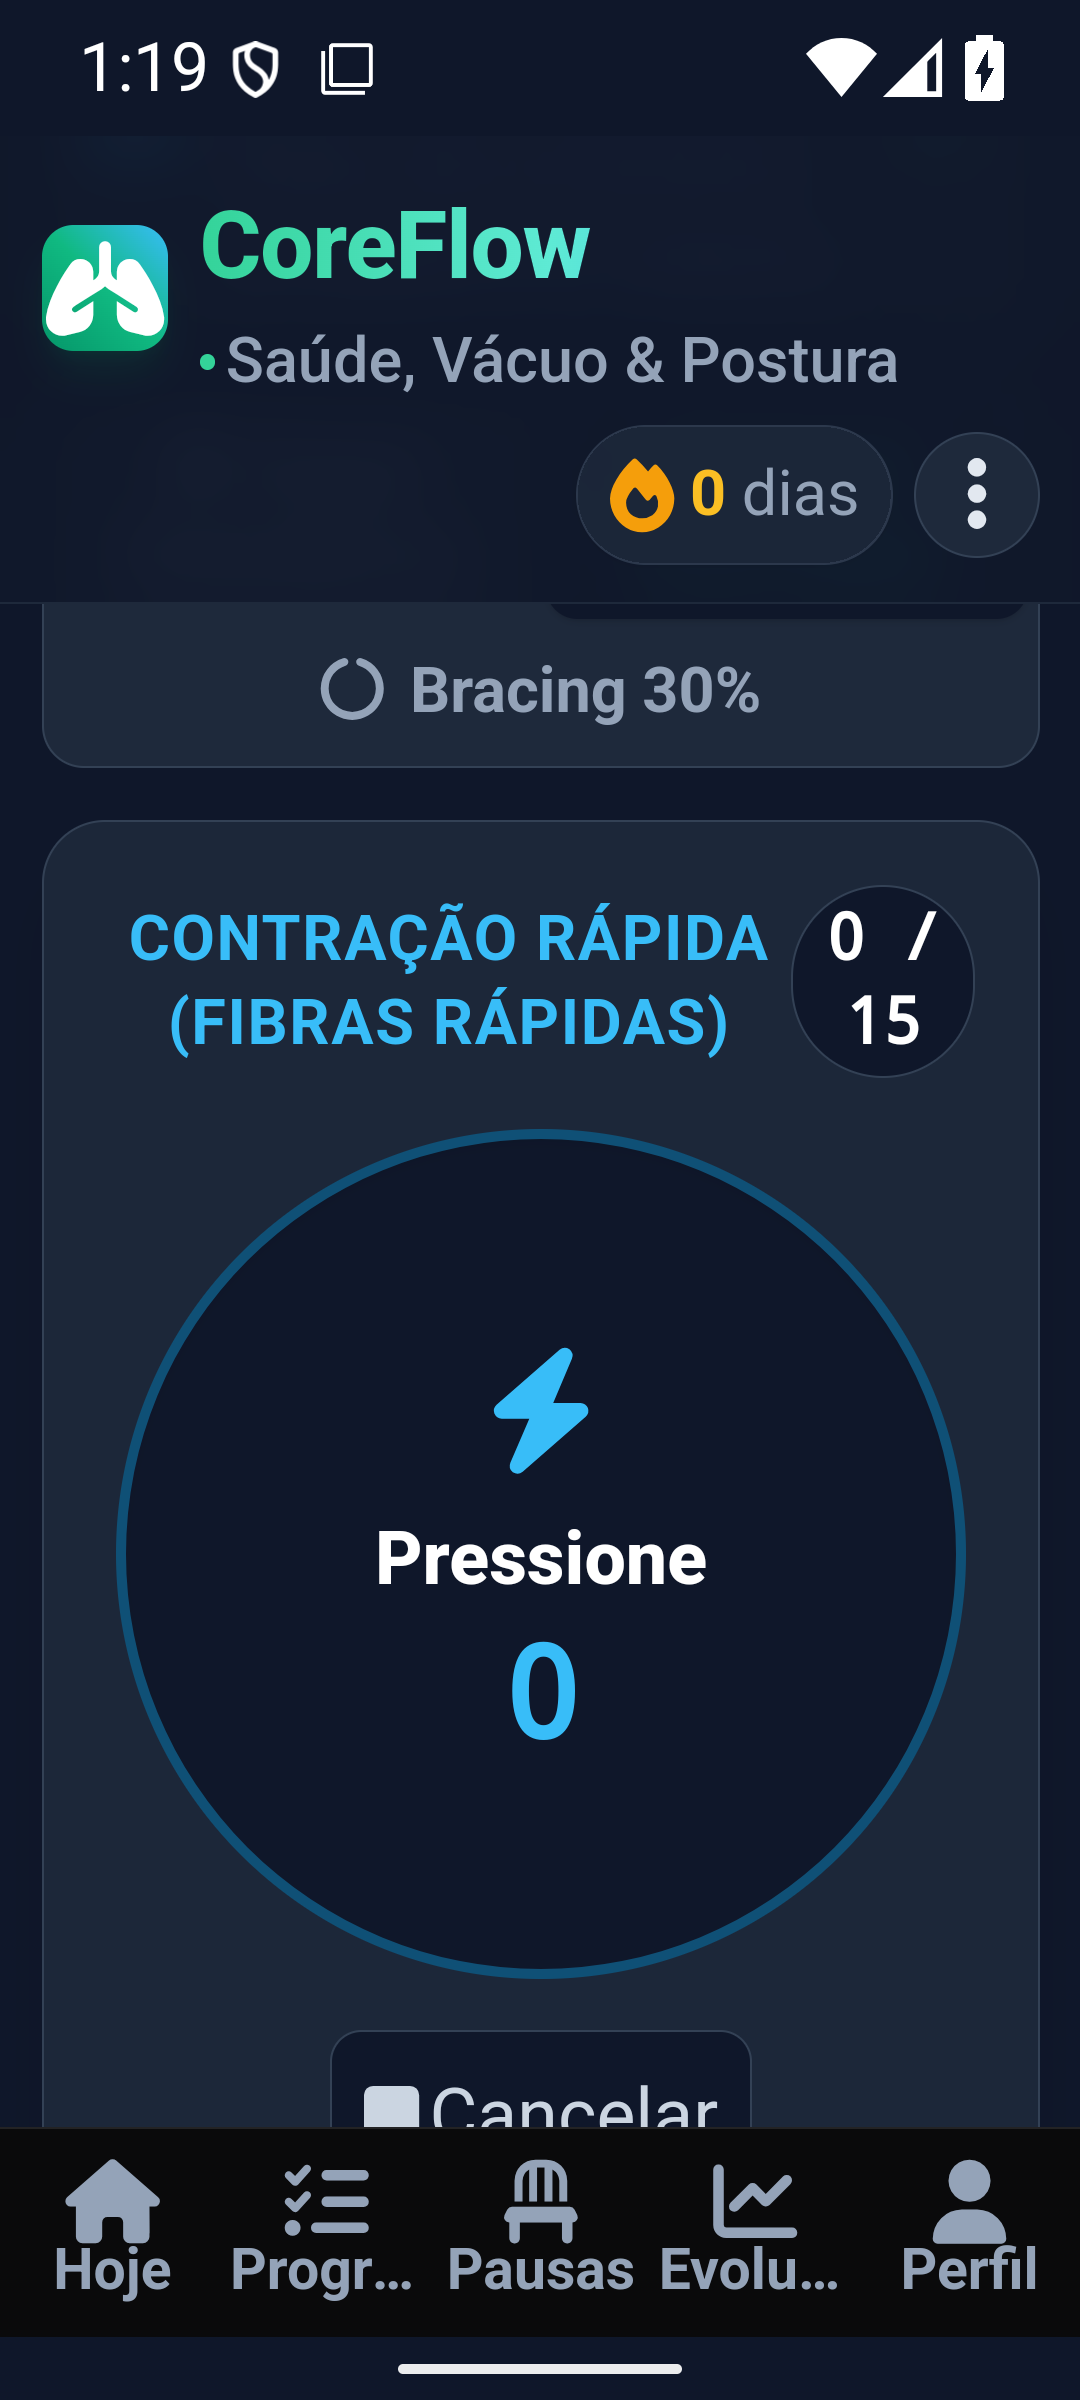 1:19
CoreFlow
Saúde, Vácuo & Postura
0 dias
Bracing 30%
CONTRAÇÃO RÁPIDA
(FIBRAS RÁPIDAS)
0 /
15
Pressione
0
Cancelar
Hoje
Progr...
Pausas
Evolu...
Perfil